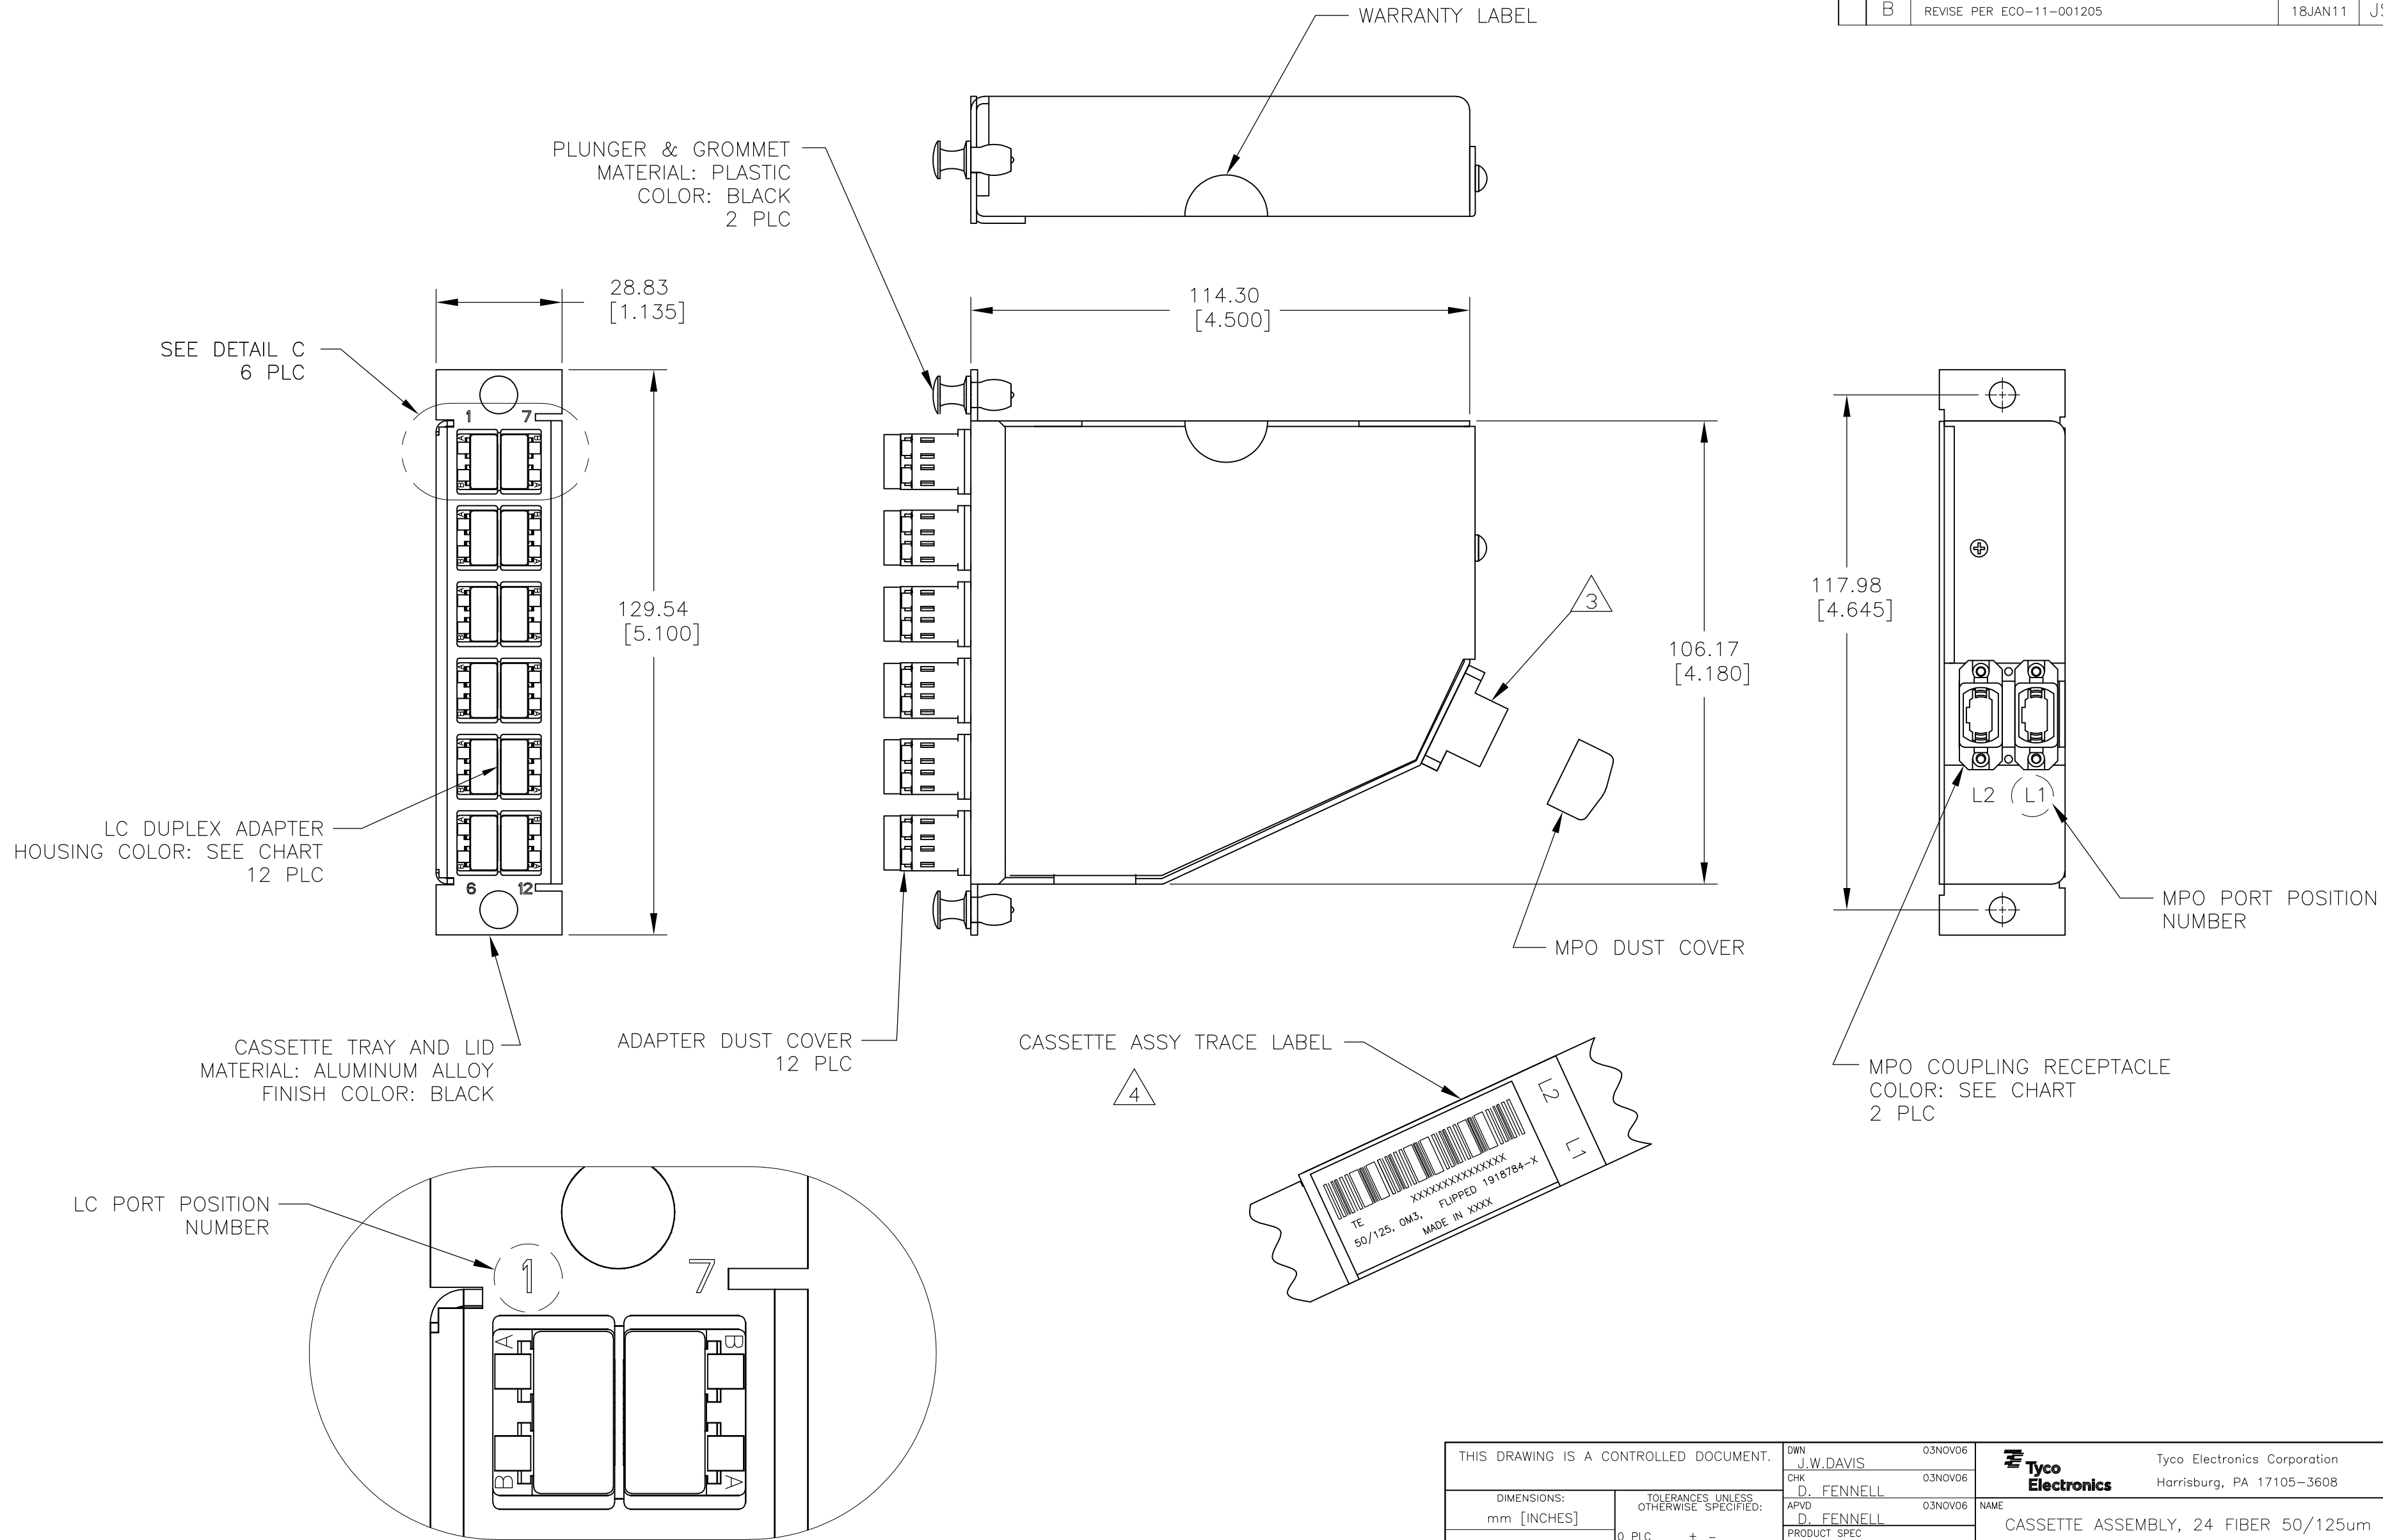 B REVISE PER ECO-11-001205 18JAN11
WARRANTY LABEL
PLUNGER & GROMMET
MATERIAL: PLASTIC
COLOR: BLACK
2 PLC
28.83
[1.135]
114.30
[4.500]
SEE DETAIL C
6 PLC
1 7
A B
B A
A B
B A
A B
B A
A B
B A
A B
B A
A B
B A
6 12
129.54
[5.100]
3
106.17
[4.180]
117.98
[4.645]
L2 L1
LC DUPLEX ADAPTER
HOUSING COLOR: SEE CHART
12 PLC
MPO PORT POSITION
NUMBER
MPO DUST COVER
CASSETTE TRAY AND LID
MATERIAL: ALUMINUM ALLOY
FINISH COLOR: BLACK
ADAPTER DUST COVER
12 PLC
CASSETTE ASSY TRACE LABEL
4
MPO COUPLING RECEPTACLE
COLOR: SEE CHART
2 PLC
L2
L1
XXXXXXXXXXXXXXX
TE
50/125, OM3, FLIPPED 1918784-X
MADE IN XXXX
LC PORT POSITION
NUMBER
1 7
A B
B A
THIS DRAWING IS A CONTROLLED DOCUMENT.
DWN 03NOV06
J.W.DAVIS
CHK 03NOV06
D. FENNELL
APVD 03NOV06
D. FENNELL
PRODUCT SPEC
DIMENSIONS:
mm [INCHES]
TOLERANCES UNLESS
OTHERWISE SPECIFIED:
0 PLC + -
Tyco
Electronics
Tyco Electronics Corporation
Harrisburg, PA 17105-3608
NAME
CASSETTE ASSEMBLY, 24 FIBER 50/125um